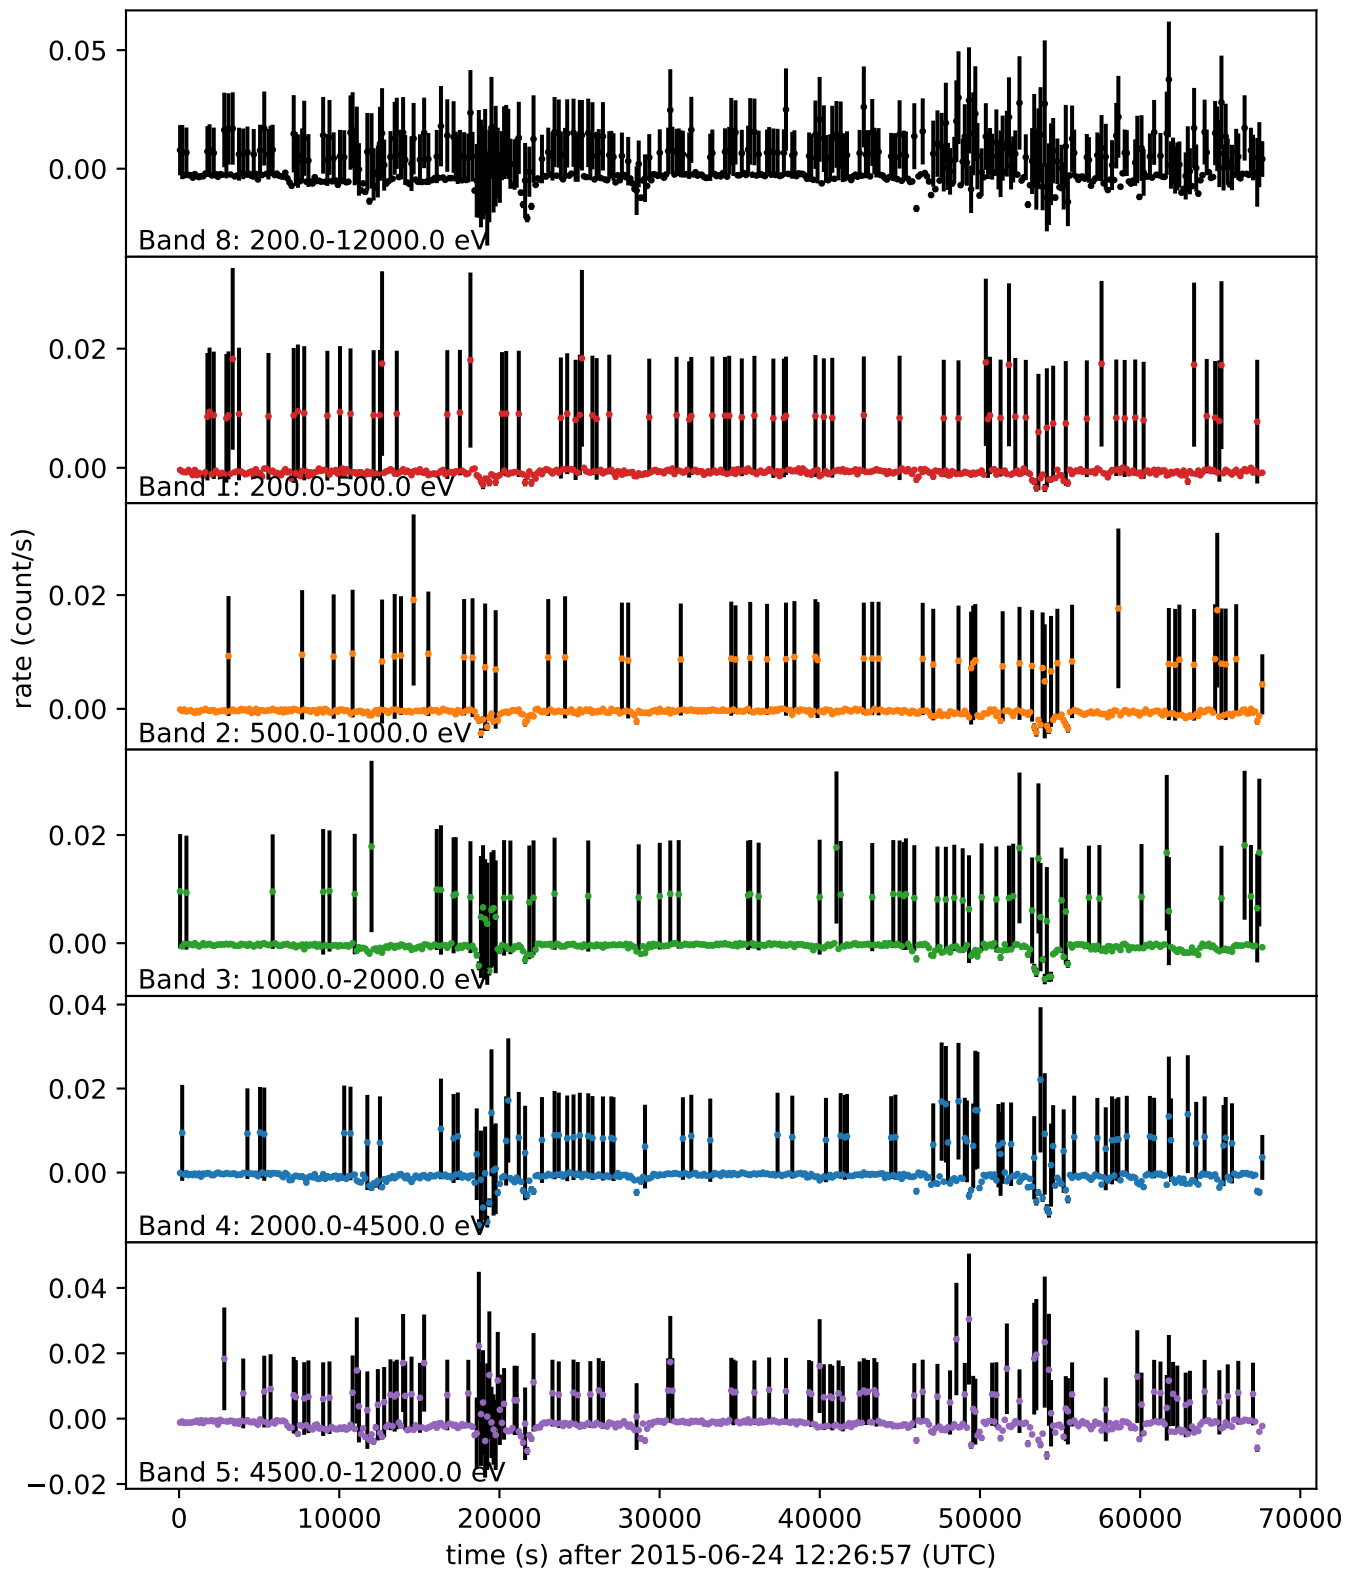 0.05
0.00
Band 8: 200.0-12000.0 eV
0.02
0.00
Band 1: 200.0-500.0 eV
0.02
0.00
Band 2: 500.0-1000.0 eV
rate (count/s)
0.02
0.00
Band 3: 1000.0-2000.0 eV
0.04
0.02
0.00
Band 4: 2000.0-4500.0 eV
0.04
0.02
0.00
−0.02
Band 5: 4500.0-12000.0 eV
0 10000 20000 30000 40000 50000 60000 70000
time (s) after 2015-06-24 12:26:57 (UTC)